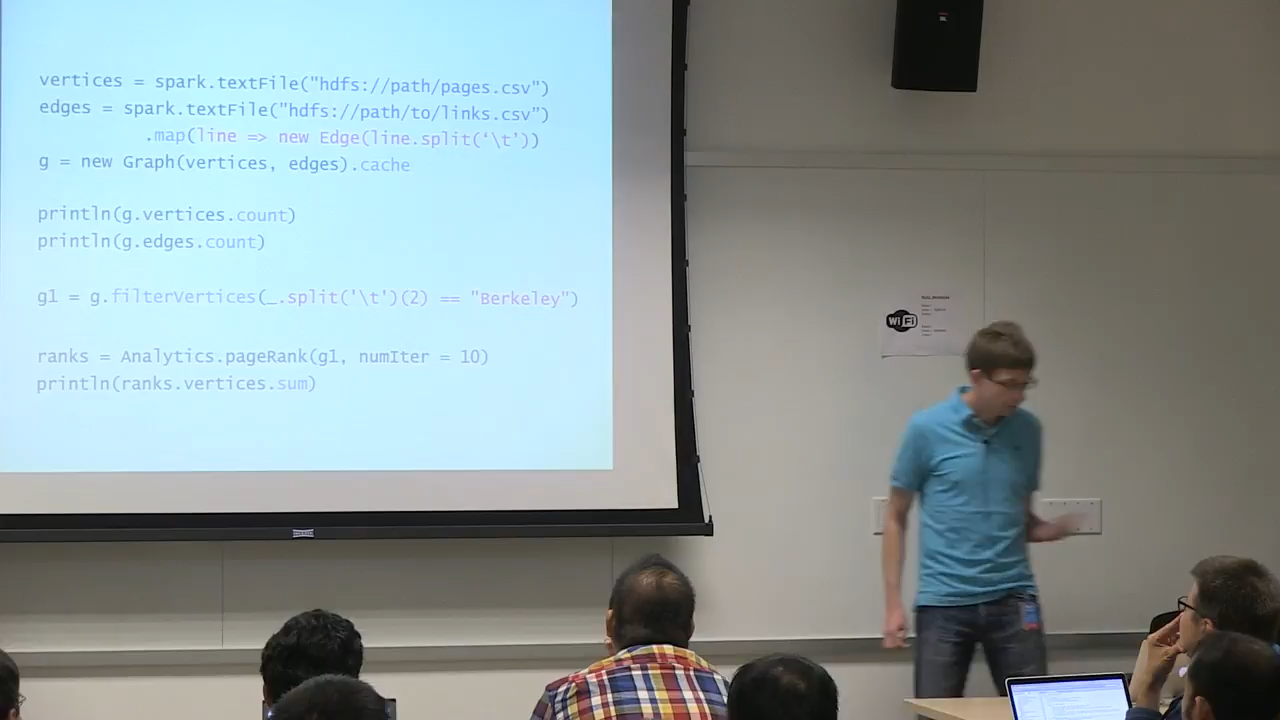 vertices = spark.textFile("hdfs://path/pages.csv")
edges = spark.textFile("hdfs://path/to/links.csv")
.map(line => new Edge(line.split(‘\t’))
g = new Graph(vertices, edges).cache
println(g.vertices.count)
println(g.edges.count)
g1 = g.filterVertices(_.split('\t')(2) == "Berkeley")
ranks = Analytics.pageRank(g1, numIter = 10)
println(ranks.vertices.sum)
Wi Fi